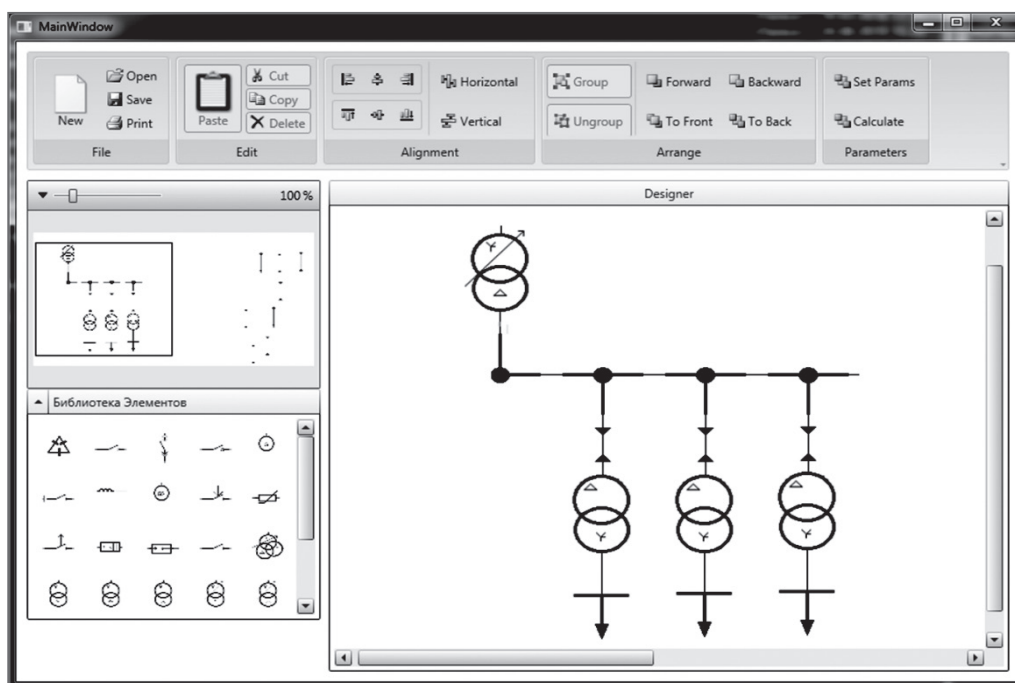 MainWindow
New
Open
Save
Print
File
Paste
Cut
Copy
Delete
Edit
Horizontal
Vertical
Alignment
Group
Ungroup
Forward
Backward
To Front
To Back
Arrange
Set Params
Calculate
Parameters
100 %
Библиотека Элементов
Designer